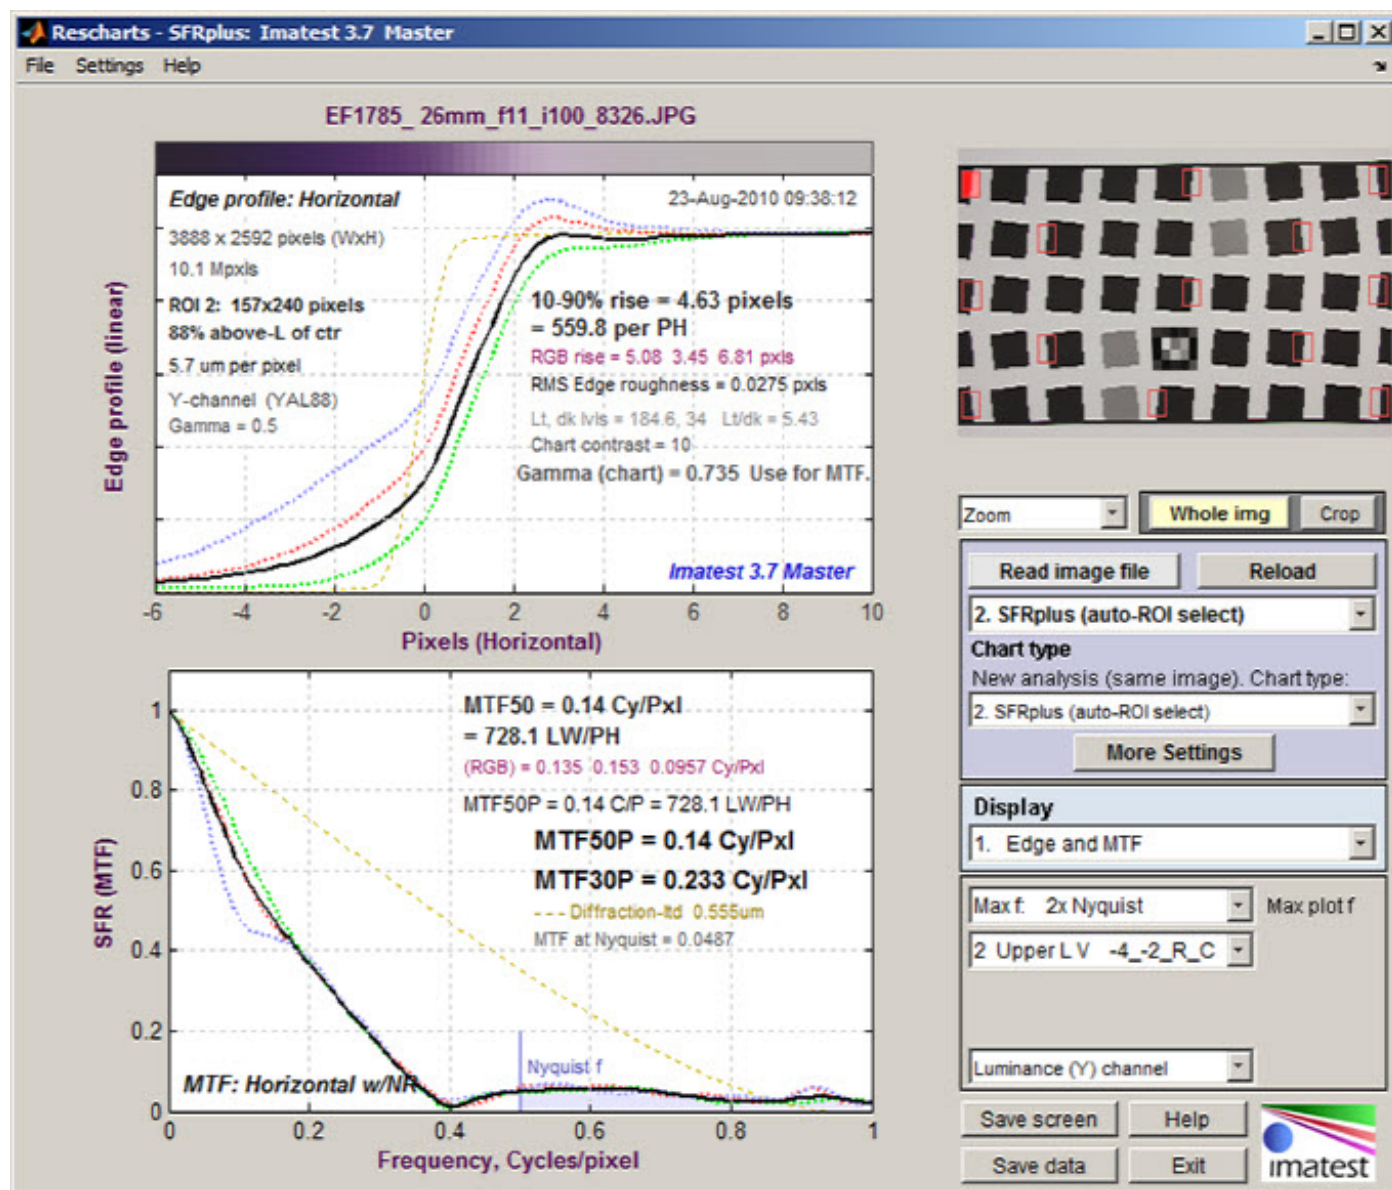 Rescharts - SFRplus: Imatest 3.7 Master
File Settings Help
EF1785_ 26mm_f11_i100_8326.JPG
Edge profile: Horizontal
23-Aug-2010 09:38:12
3888 x 2592 pixels (WxH)
10.1 Mpxls
ROI 2: 157x240 pixels
88% above-L of ctr
5.7 um per pixel
Y-channel (YAL88)
Gamma = 0.5
10-90% rise = 4.63 pixels
= 559.8 per PH
RGB rise = 5.08 3.45 6.81 pxls
RMS Edge roughness = 0.0275 pxls
Lt, dk lvls = 184.6, 34 Lt/dk = 5.43
Chart contrast = 10
Gamma (chart) = 0.735 Use for MTF.
Imatest 3.7 Master
Edge profile (linear)
-6 -4 -2 0 2 4 6 8 10
Pixels (Horizontal)
MTF50 = 0.14 Cy/Pxl
= 728.1 LW/PH
(RGB) = 0.135 0.153 0.0957 Cy/Pxl
MTF50P = 0.14 C/P = 728.1 LW/PH
MTF50P = 0.14 Cy/Pxl
MTF30P = 0.233 Cy/Pxl
Diffraction-ltd 0.555um
MTF at Nyquist = 0.0487
Nyquist f
MTF: Horizontal w/NR
SFR (MTF)
1
0.8
0.6
0.4
0.2
0
0 0.2 0.4 0.6 0.8 1
Frequency, Cycles/pixel
Zoom
Whole img
Crop
Read image file
Reload
2. SFRplus (auto-ROI select)
Chart type
New analysis (same image). Chart type:
2. SFRplus (auto-ROI select)
More Settings
Display
1. Edge and MTF
Max f: 2x Nyquist
Max plot f
2 Upper L V -4_-2_R_C
Luminance (Y) channel
Save screen
Help
Save data
Exit
imatest